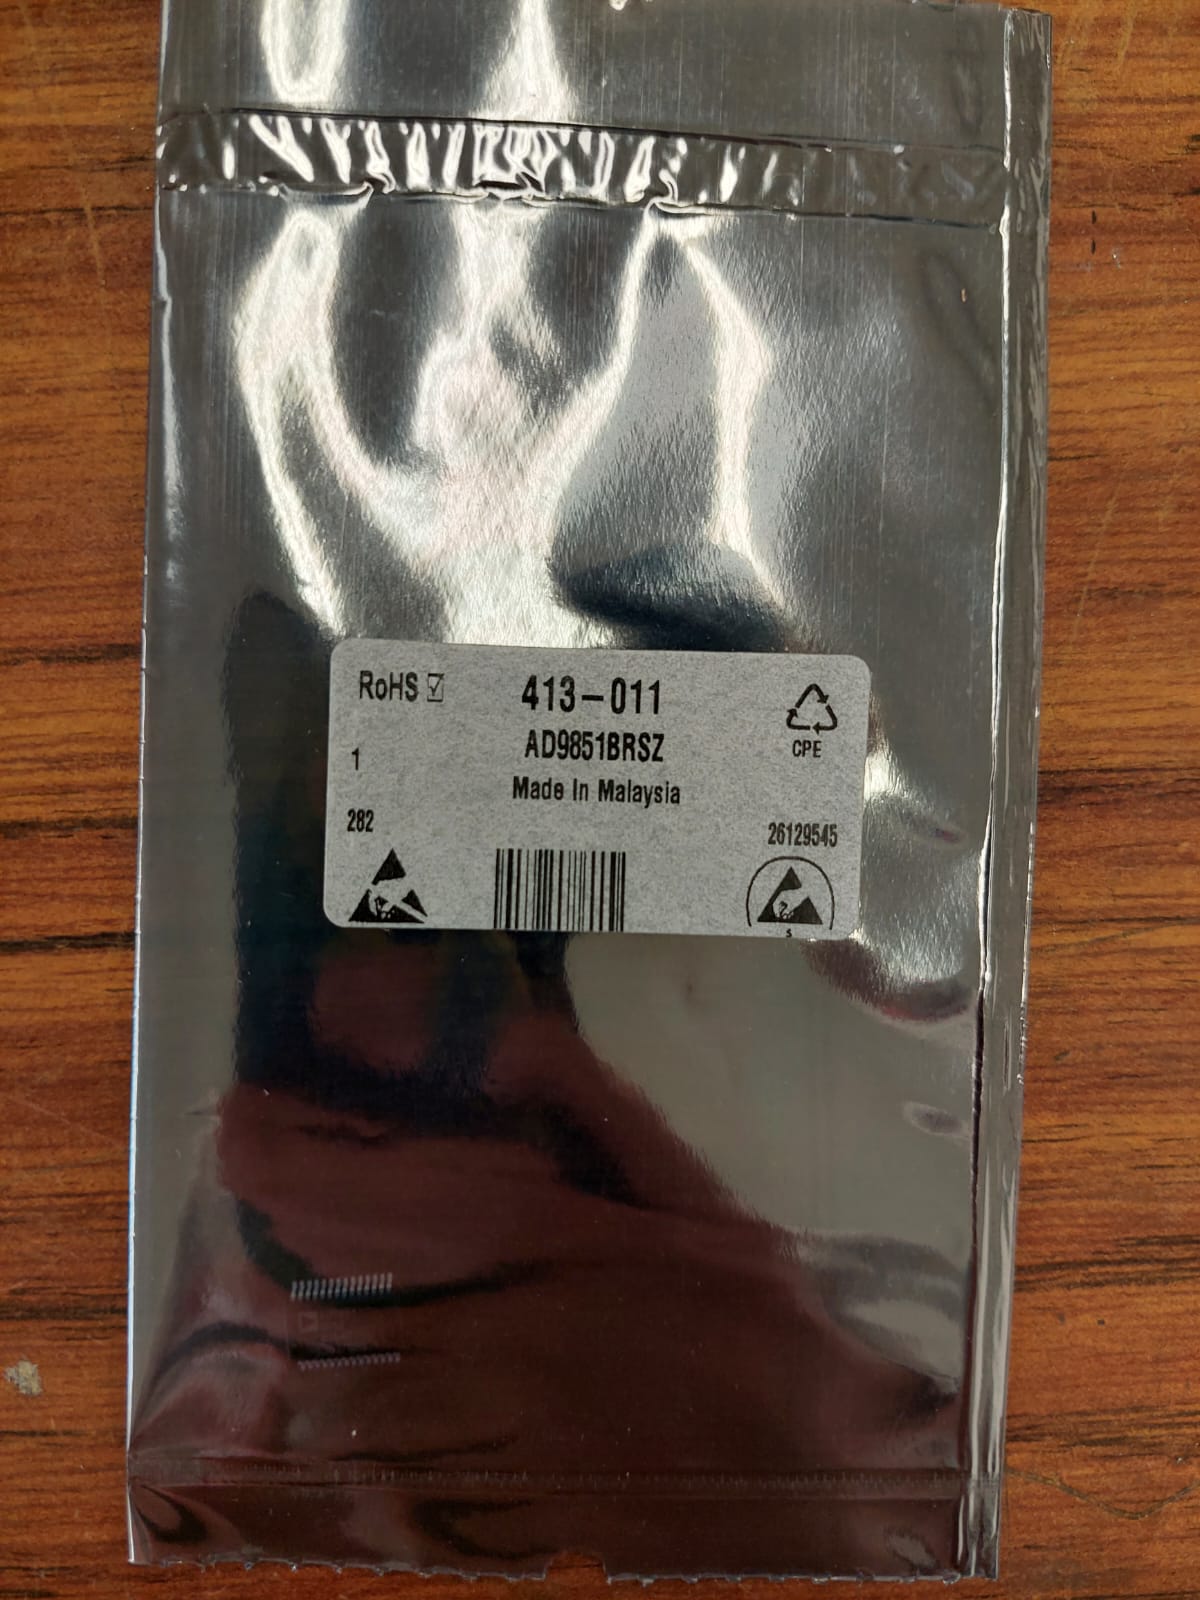 RoHS
413-011
AD9851BRSZ
CPE
1
Made In Malaysia
282
26129545
S